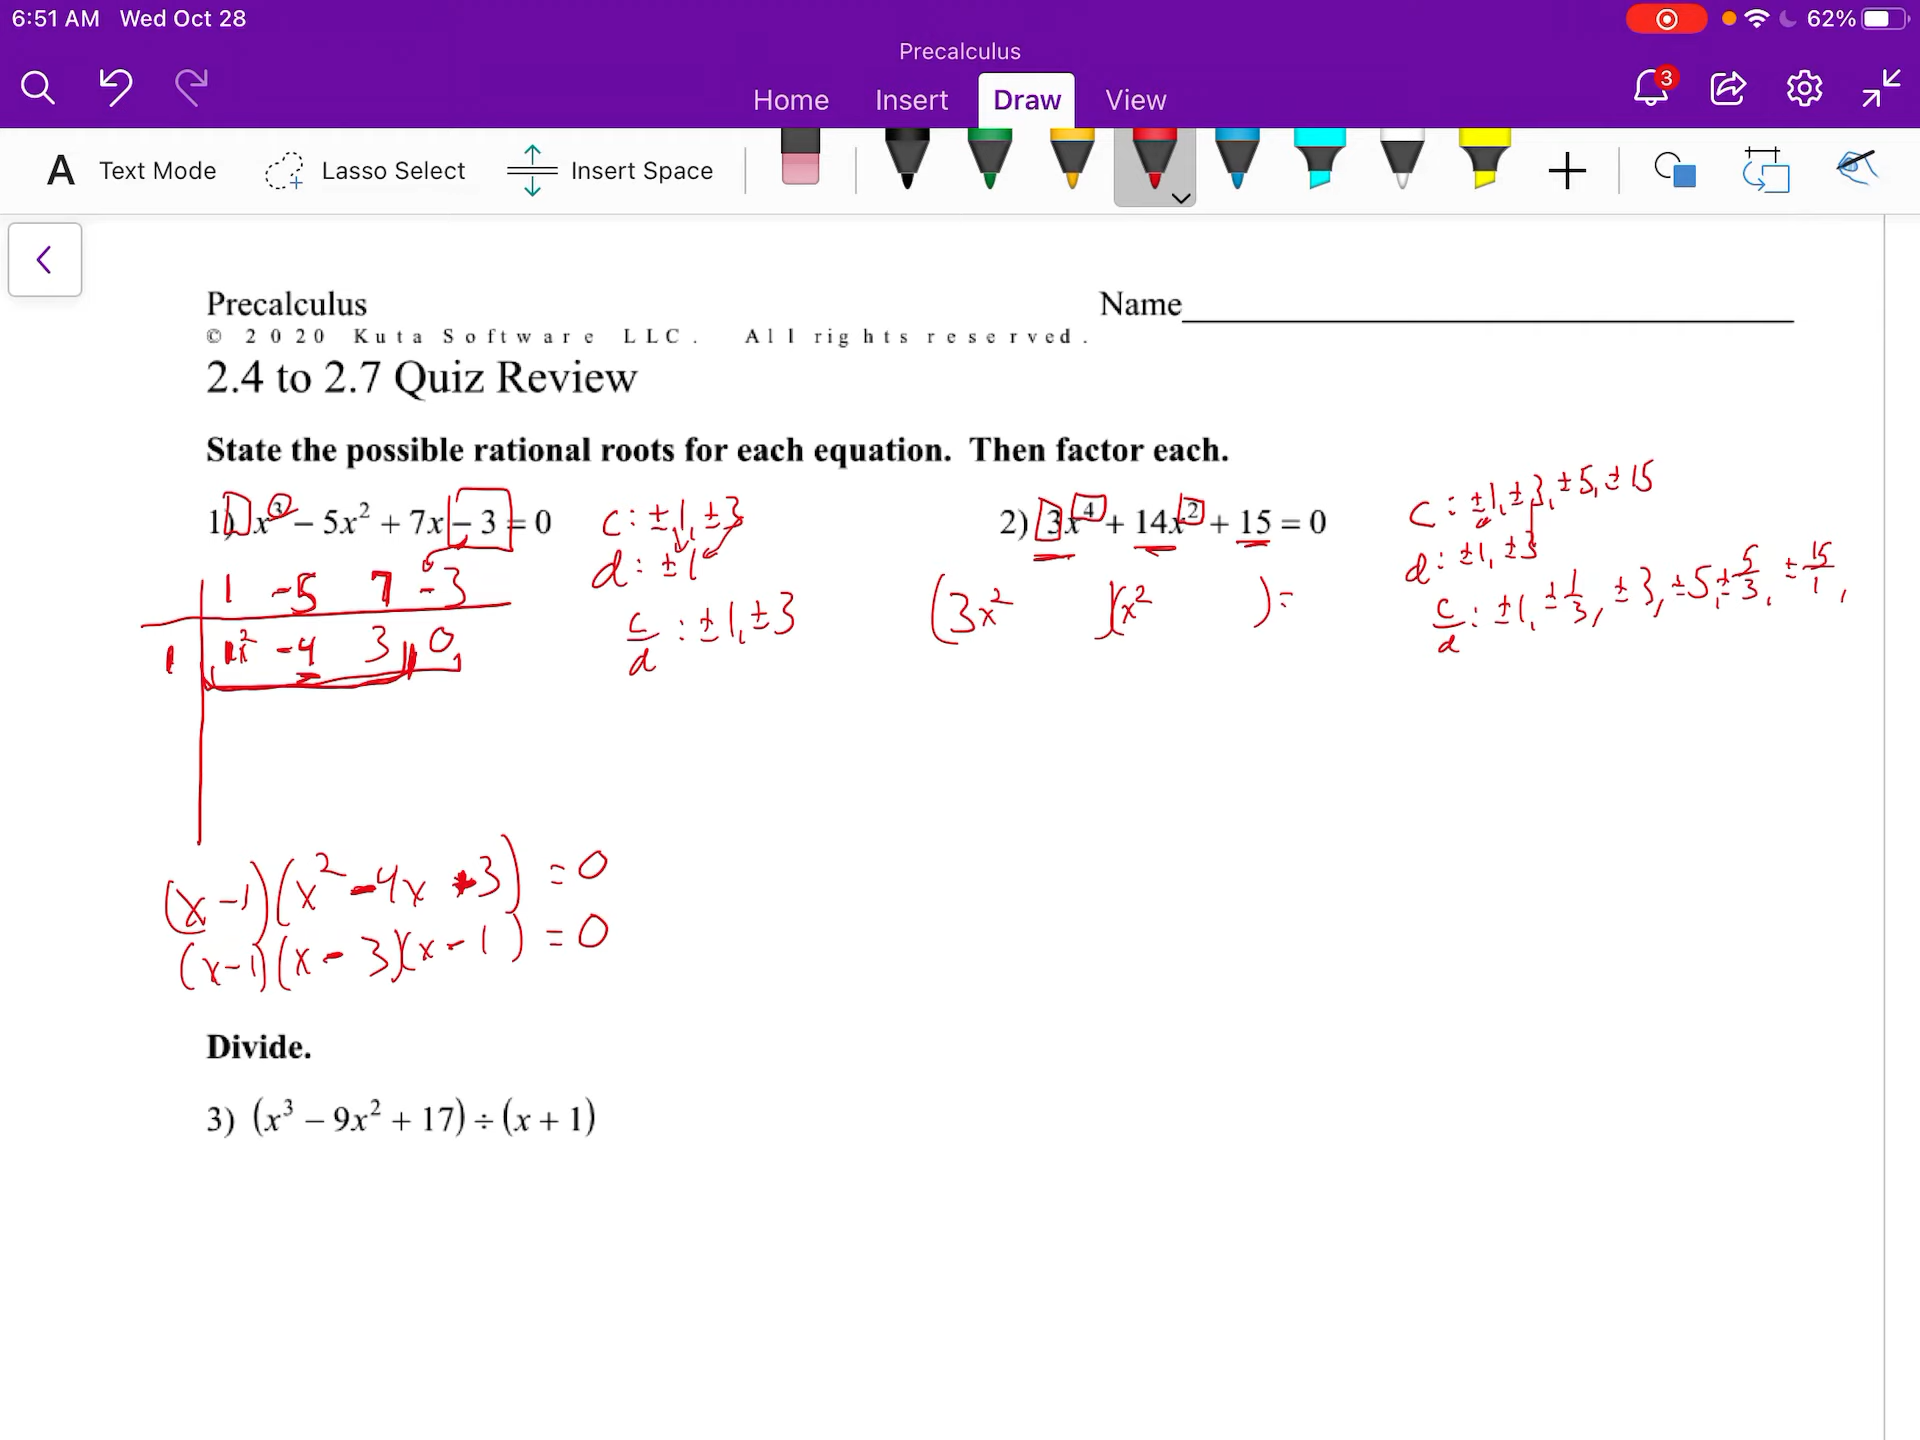 6:51 AM Wed Oct 28
62%
Precalculus
Home Insert Draw View
3
A Text Mode Lasso Select Insert Space
Precalculus
Name
© 2020 Kuta Software LLC. All rights reserved.
2.4 to 2.7 Quiz Review
State the possible rational roots for each equation. Then factor each.
1) x³ – 5x² + 7x – 3 = 0
c: ±1, ±3
d: ±1
c/d : ±1, ±3
1 -5 7 -3
1 1x² -4 3 0
(x-1)(x² -4x +3) = 0
(x-1)(x - 3)(x - 1) = 0
2) 3x⁴ + 14x² + 15 = 0
c: ±1, ±3, ±5, ±15
d: ±1, ±3
c/d : ±1, ±1/3, ±3, ±5, ±5/3, ±15/1,
(3x² )(x² ) =
Divide.
3) (x³ – 9x² + 17) ÷ (x + 1)